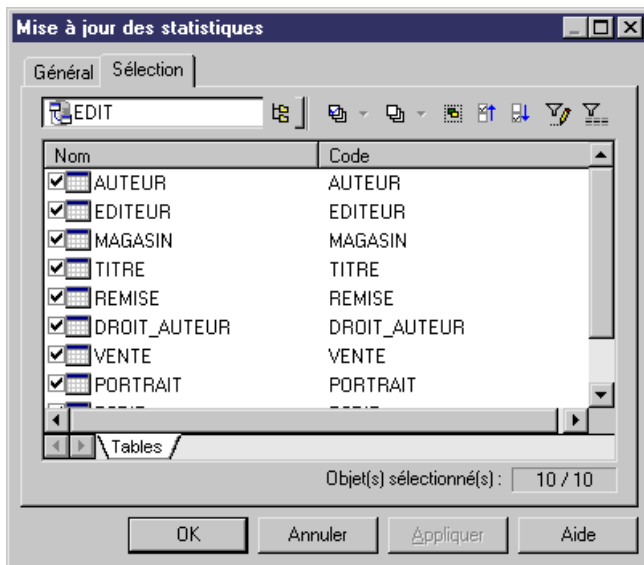 Mise à jour des statistiques
Général Sélection
EDIT
Nom Code
AUTEUR AUTEUR
EDITEUR EDITEUR
MAGASIN MAGASIN
TITRE TITRE
REMISE REMISE
DROIT_AUTEUR DROIT_AUTEUR
VENTE VENTE
PORTRAIT PORTRAIT
Tables
Objet(s) sélectionné(s) : 10 / 10
OK Annuler Appliquer Aide